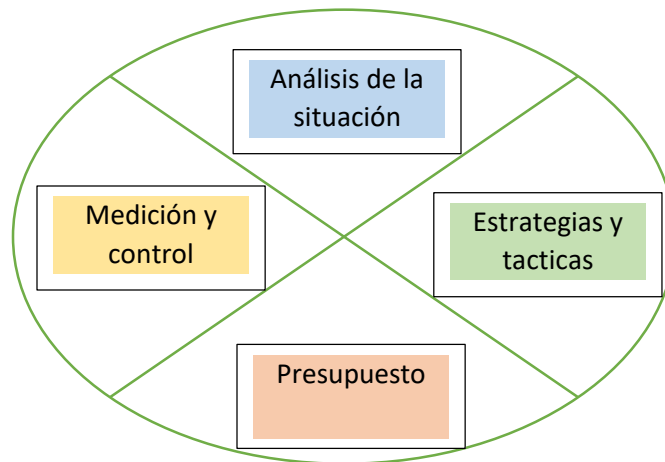 Análisis de la
situación
Medición y
control
Estrategias y
tacticas
Presupuesto